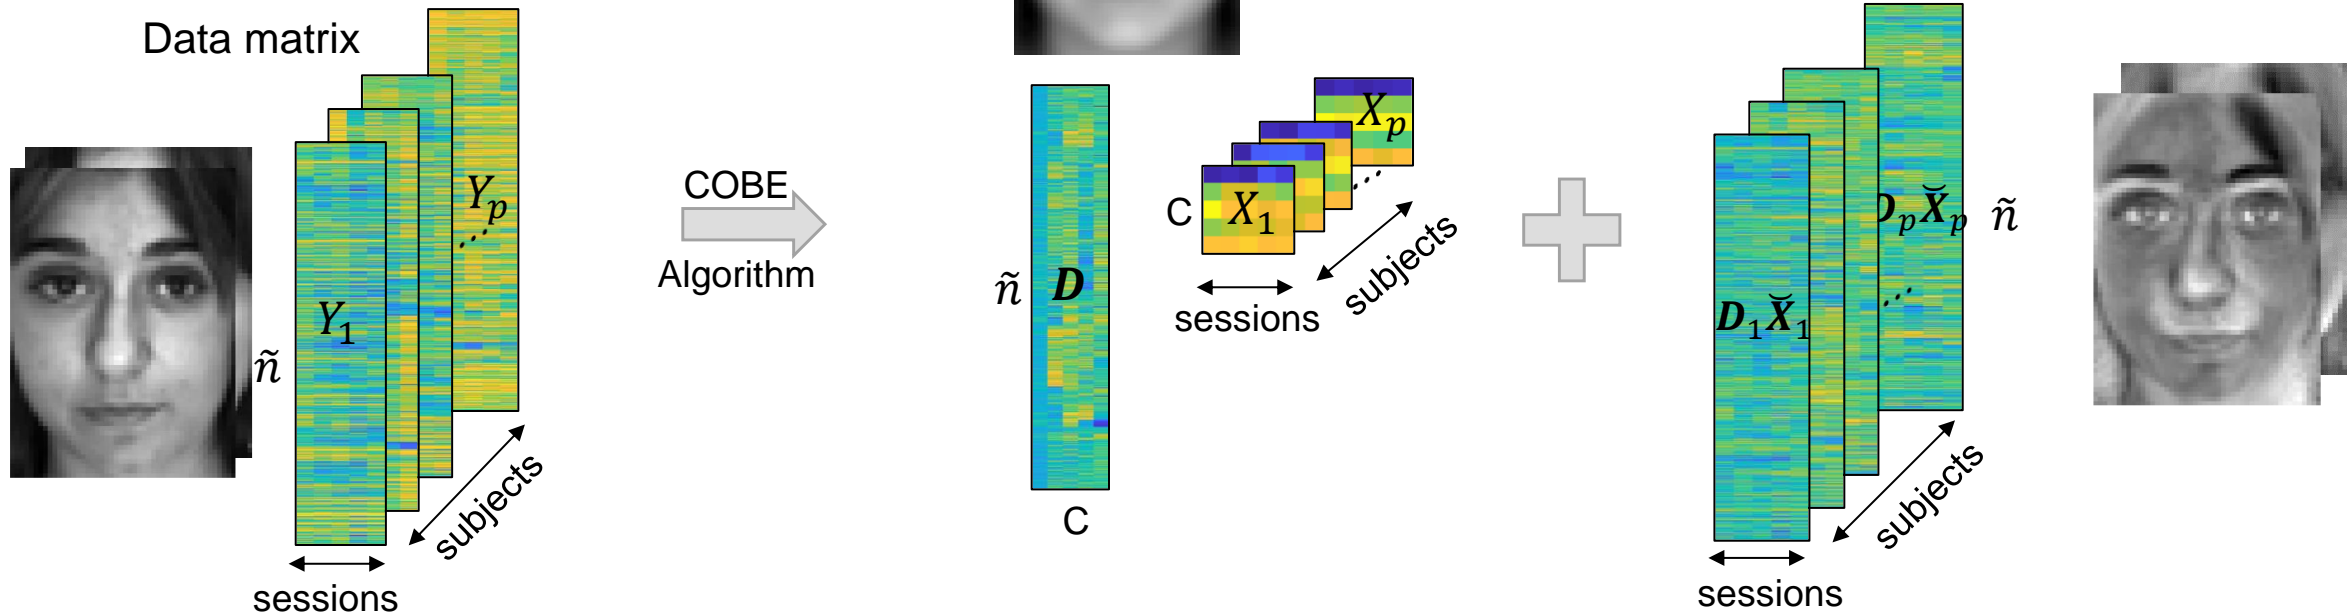 Data matrix
Y_p
Y_1
ñ
subjects
sessions
COBE
Algorithm
ñ
D
C
X_p
X_1
C
subjects
sessions
D_p X̆_p
ñ
D_1 X̆_1
subjects
sessions